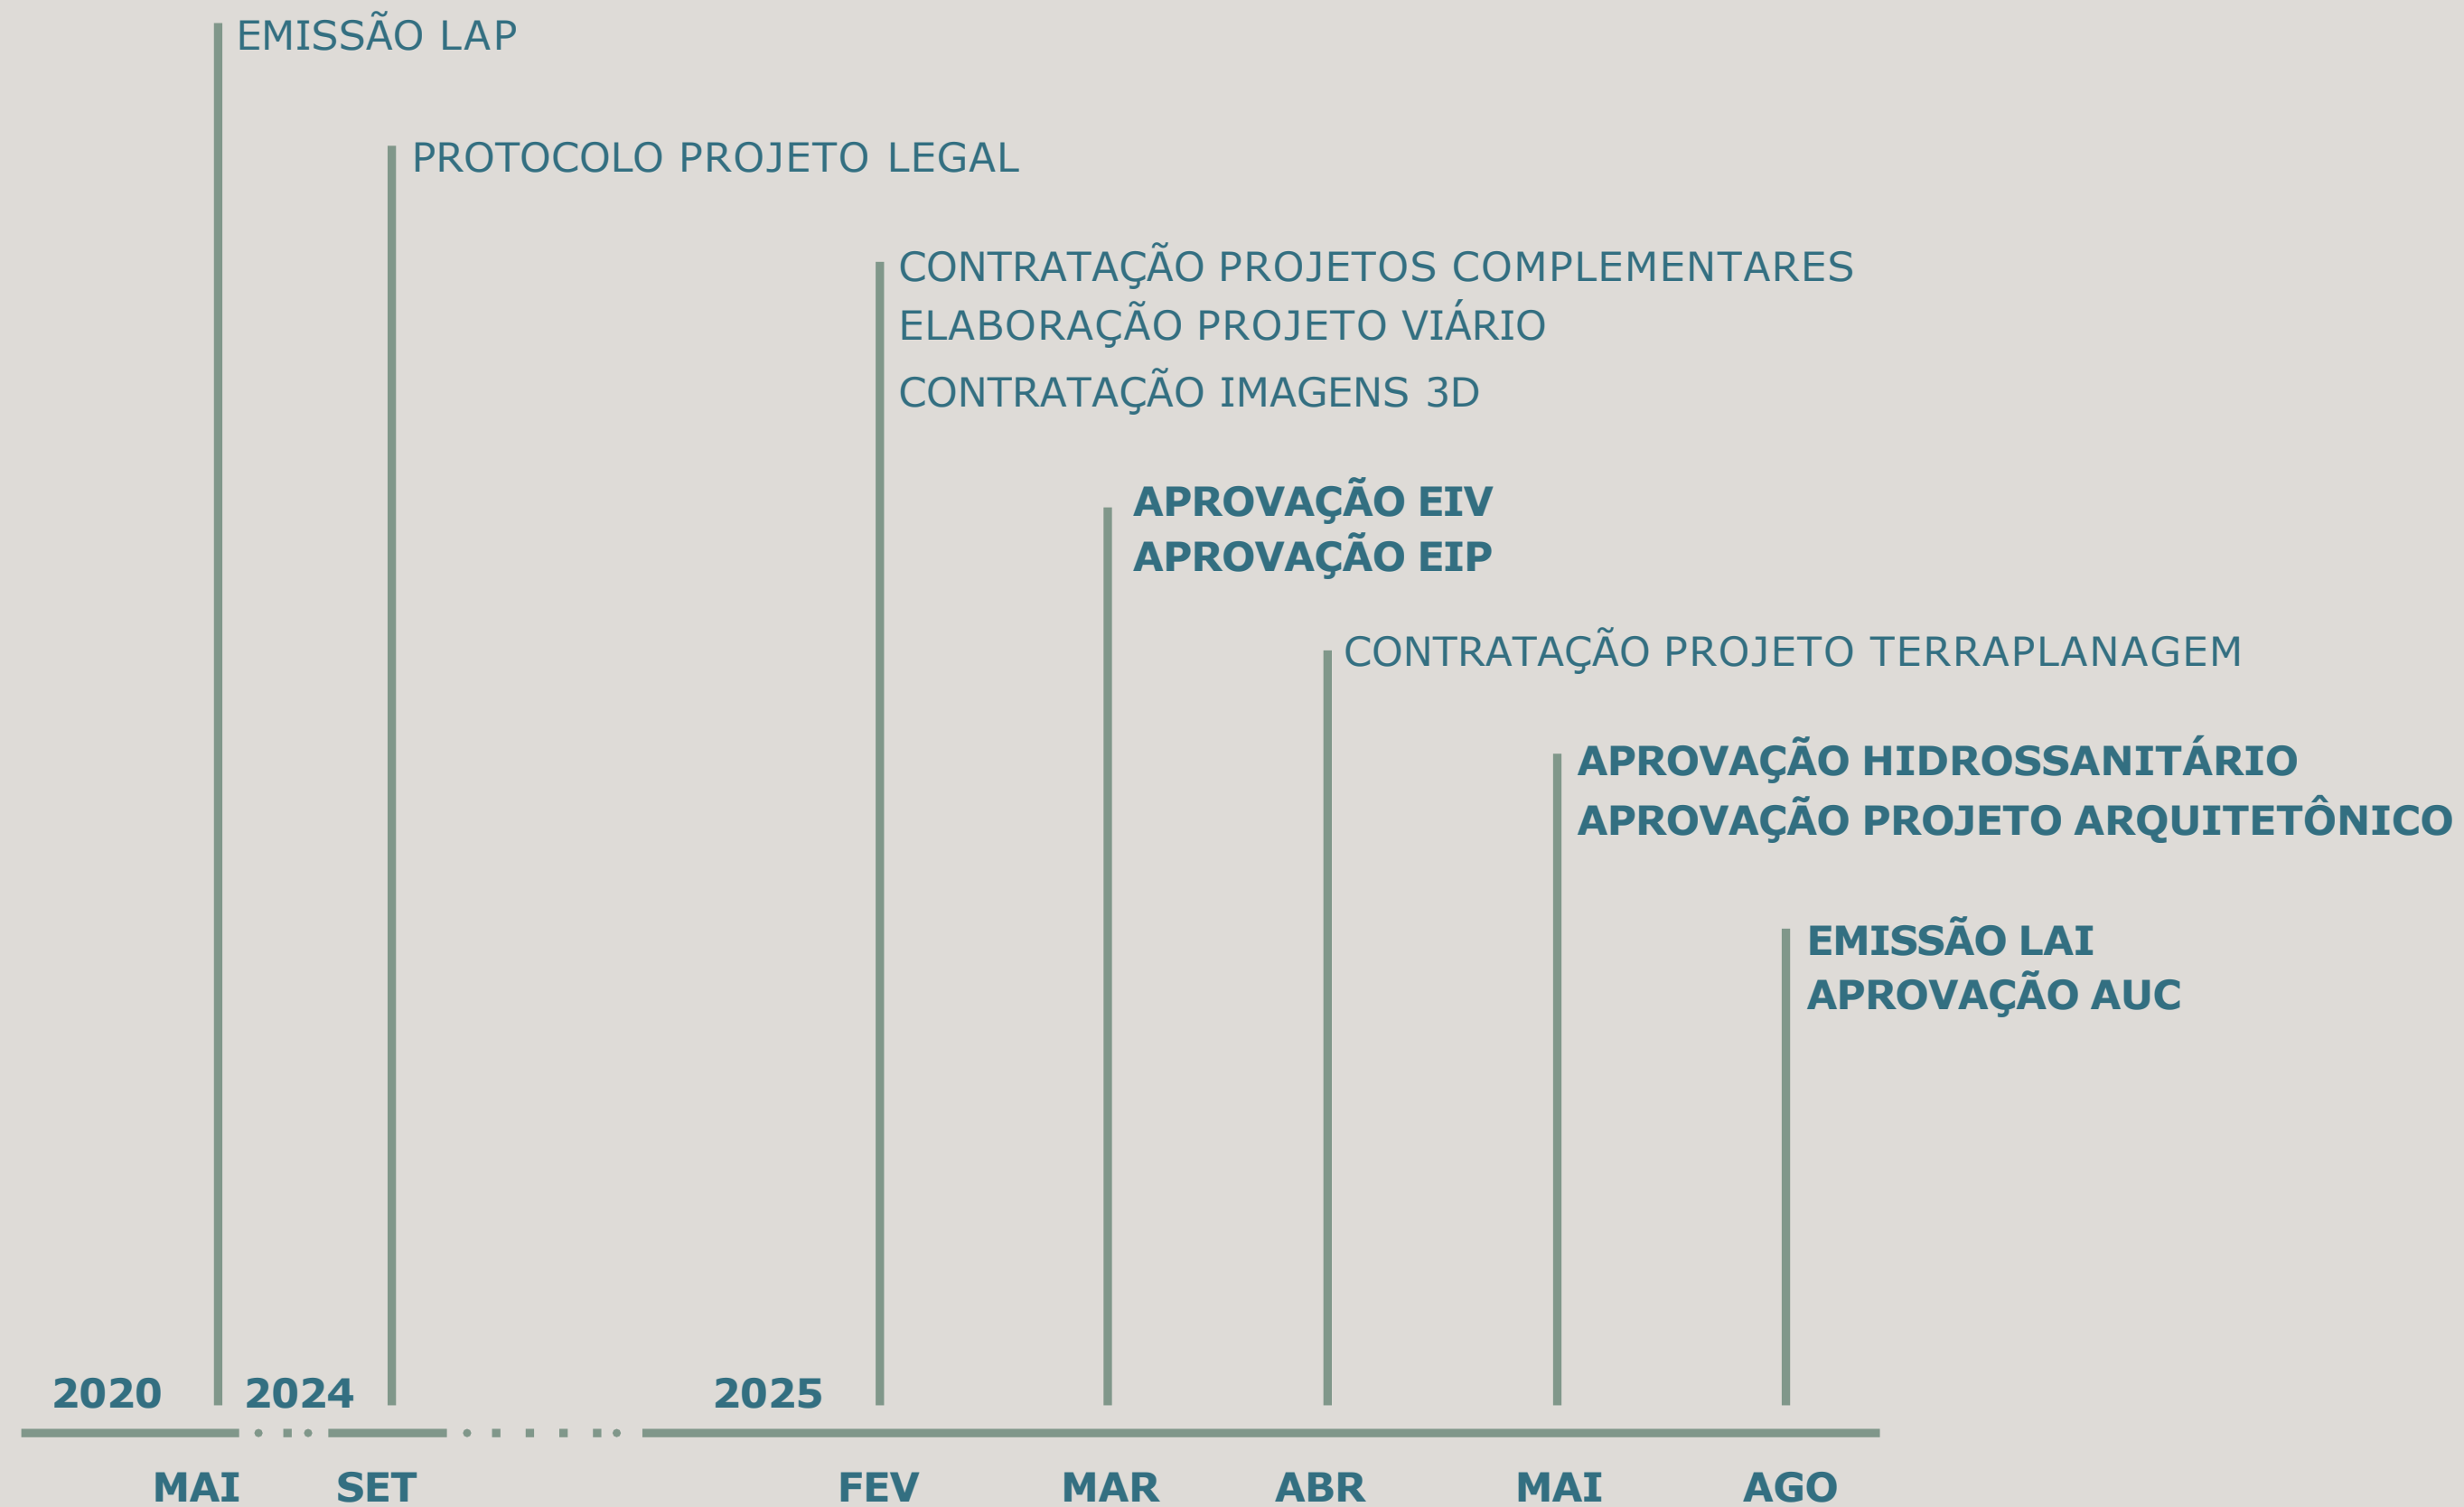 EMISSÃO LAP
PROTOCOLO PROJETO LEGAL
CONTRATAÇÃO PROJETOS COMPLEMENTARES
ELABORAÇÃO PROJETO VIÁRIO
CONTRATAÇÃO IMAGENS 3D
APROVAÇÃO EIV
APROVAÇÃO EIP
CONTRATAÇÃO PROJETO TERRAPLANAGEM
APROVAÇÃO HIDROSSANITÁRIO
APROVAÇÃO PROJETO ARQUITETÔNICO
EMISSÃO LAI
APROVAÇÃO AUC
2020 2024 2025
MAI SET FEV MAR ABR MAI AGO